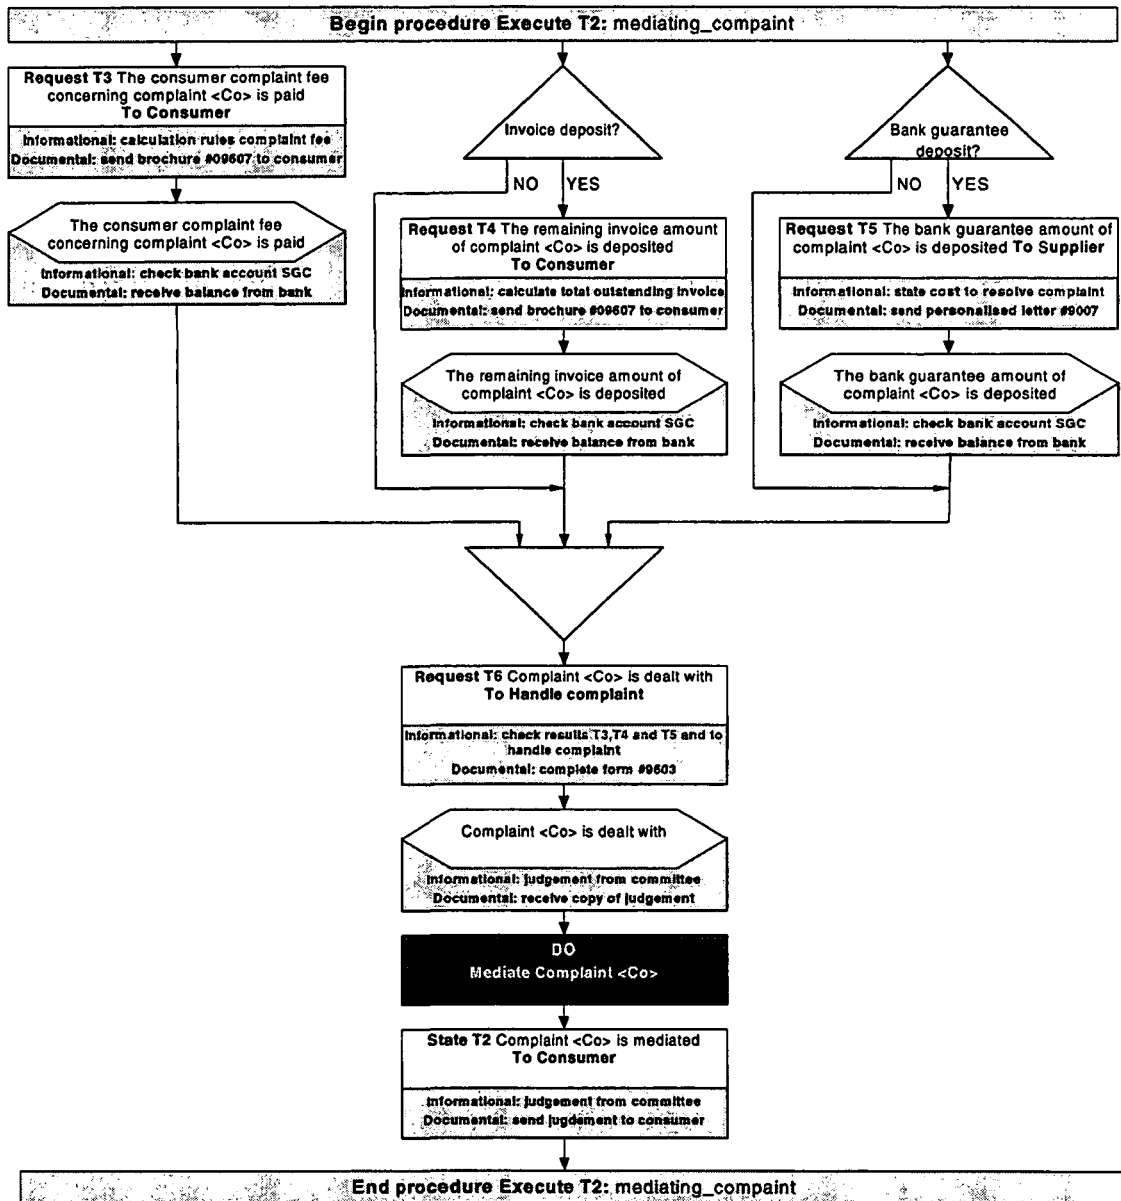 Begin procedure Execute T2: mediating_compaint
Request T3 The consumer complaint fee
concerning complaint <Co> is paid
To Consumer
Informational: calculation rules complaint fee
Documental: send brochure #09607 to consumer
The consumer complaint fee
concerning complaint <Co> is paid
Informational: check bank account SGC
Documental: receive balance from bank
Invoice deposit?
NO
YES
Request T4 The remaining invoice amount
of complaint <Co> is deposited
To Consumer
Informational: calculate total outstanding invoice
Documental: send brochure #09607 to consumer
The remaining invoice amount of
complaint <Co> is deposited
Informational: check bank account SGC
Documental: receive balance from bank
Bank guarantee
deposit?
NO
YES
Request T5 The bank guarantee amount of
complaint <Co> is deposited To Supplier
Informational: state cost to resolve complaint
Documental: send personalised letter #9007
The bank guarantee amount of
complaint <Co> is deposited
Informational: check bank account SGC
Documental: receive balance from bank
Request T6 Complaint <Co> is dealt with
To Handle complaint
Informational: check results T3,T4 and T5 and to
handle complaint
Documental: complete form #9603
Complaint <Co> is dealt with
Informational: judgement from committee
Documental: receive copy of judgement
DO
Mediate Complaint <Co>
State T2 Complaint <Co> is mediated
To Consumer
Informational: judgement from committee
Documental: send jugdement to consumer
End procedure Execute T2: mediating_compaint